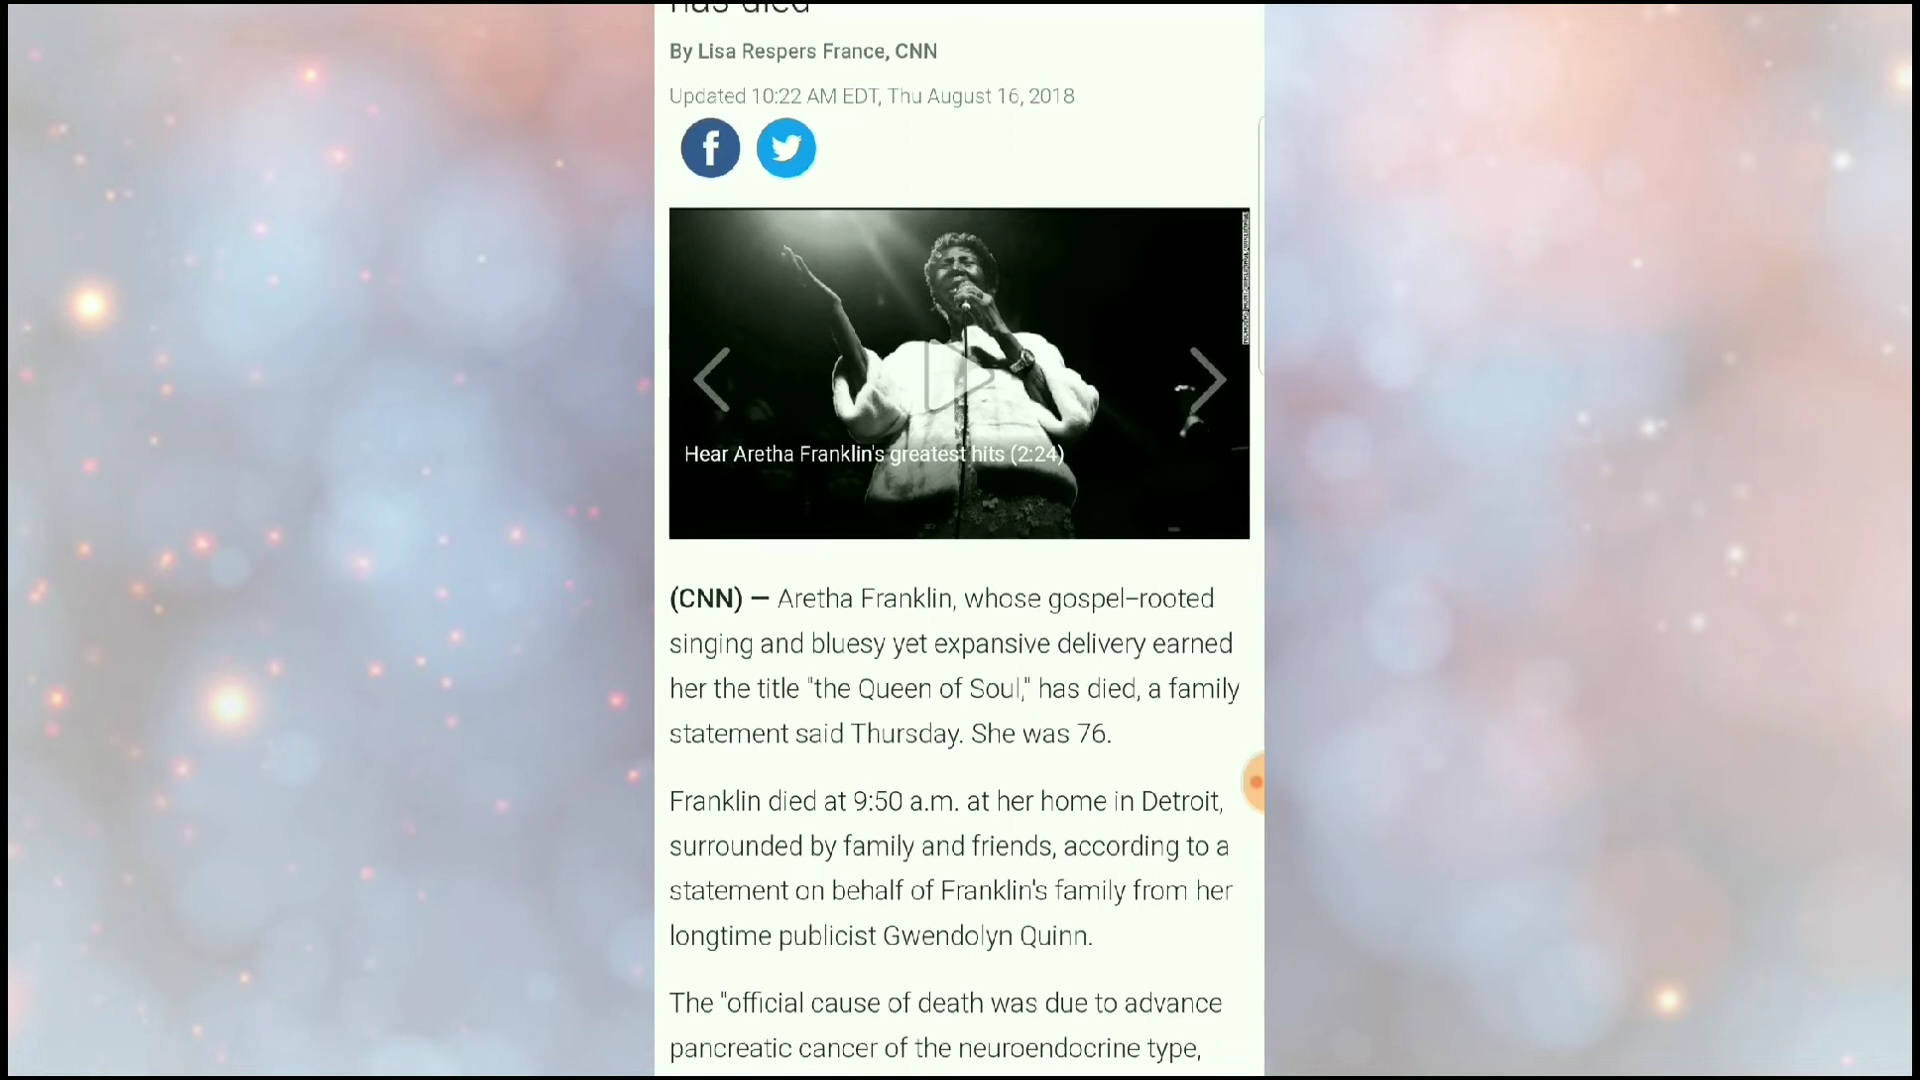 has died
By Lisa Respers France, CNN
Updated 10:22 AM EDT, Thu August 16, 2018
Hear Aretha Franklin's greatest hits (2:24)
(CNN) — Aretha Franklin, whose gospel-rooted
singing and bluesy yet expansive delivery earned
her the title "the Queen of Soul," has died, a family
statement said Thursday. She was 76.
Franklin died at 9:50 a.m. at her home in Detroit,
surrounded by family and friends, according to a
statement on behalf of Franklin's family from her
longtime publicist Gwendolyn Quinn.
The "official cause of death was due to advance
pancreatic cancer of the neuroendocrine type,